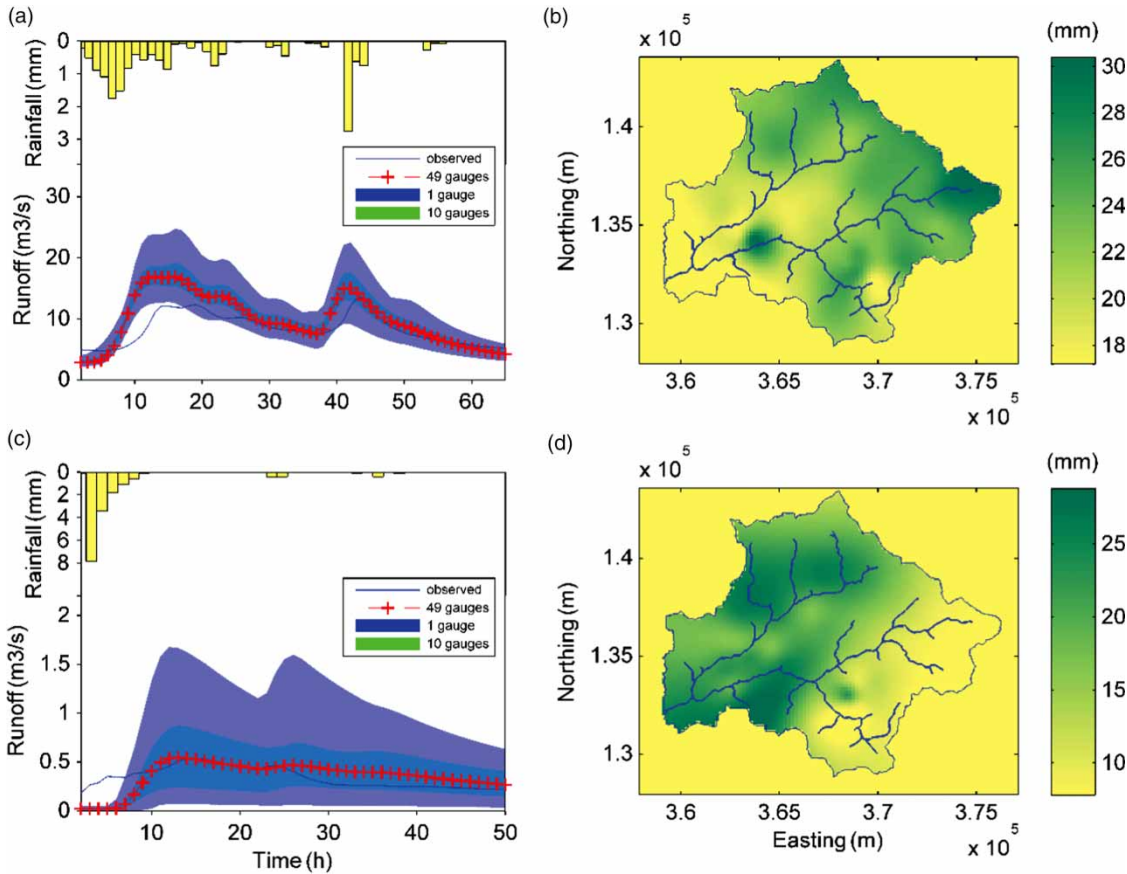 (a)
Rainfall (mm)
0
1
2
3
observed
49 gauges
1 gauge
10 gauges
Runoff (m3/s)
30
20
10
0
10 20 30 40 50 60
(b)
x 10 5
(mm)
Northing (m)
1.4
1.35
1.3
3.6 3.65 3.7 3.75
x 10 5
30
28
26
24
22
20
18
(c)
Rainfall (mm)
0
2
4
6
8
observed
49 gauges
1 gauge
10 gauges
Runoff (m3/s)
2
1.5
1
0.5
0
10 20 30 40 50
Time (h)
(d)
x 10 5
(mm)
Northing (m)
1.4
1.35
1.3
3.6 3.65 3.7 3.75
Easting (m)
x 10 5
25
20
15
10